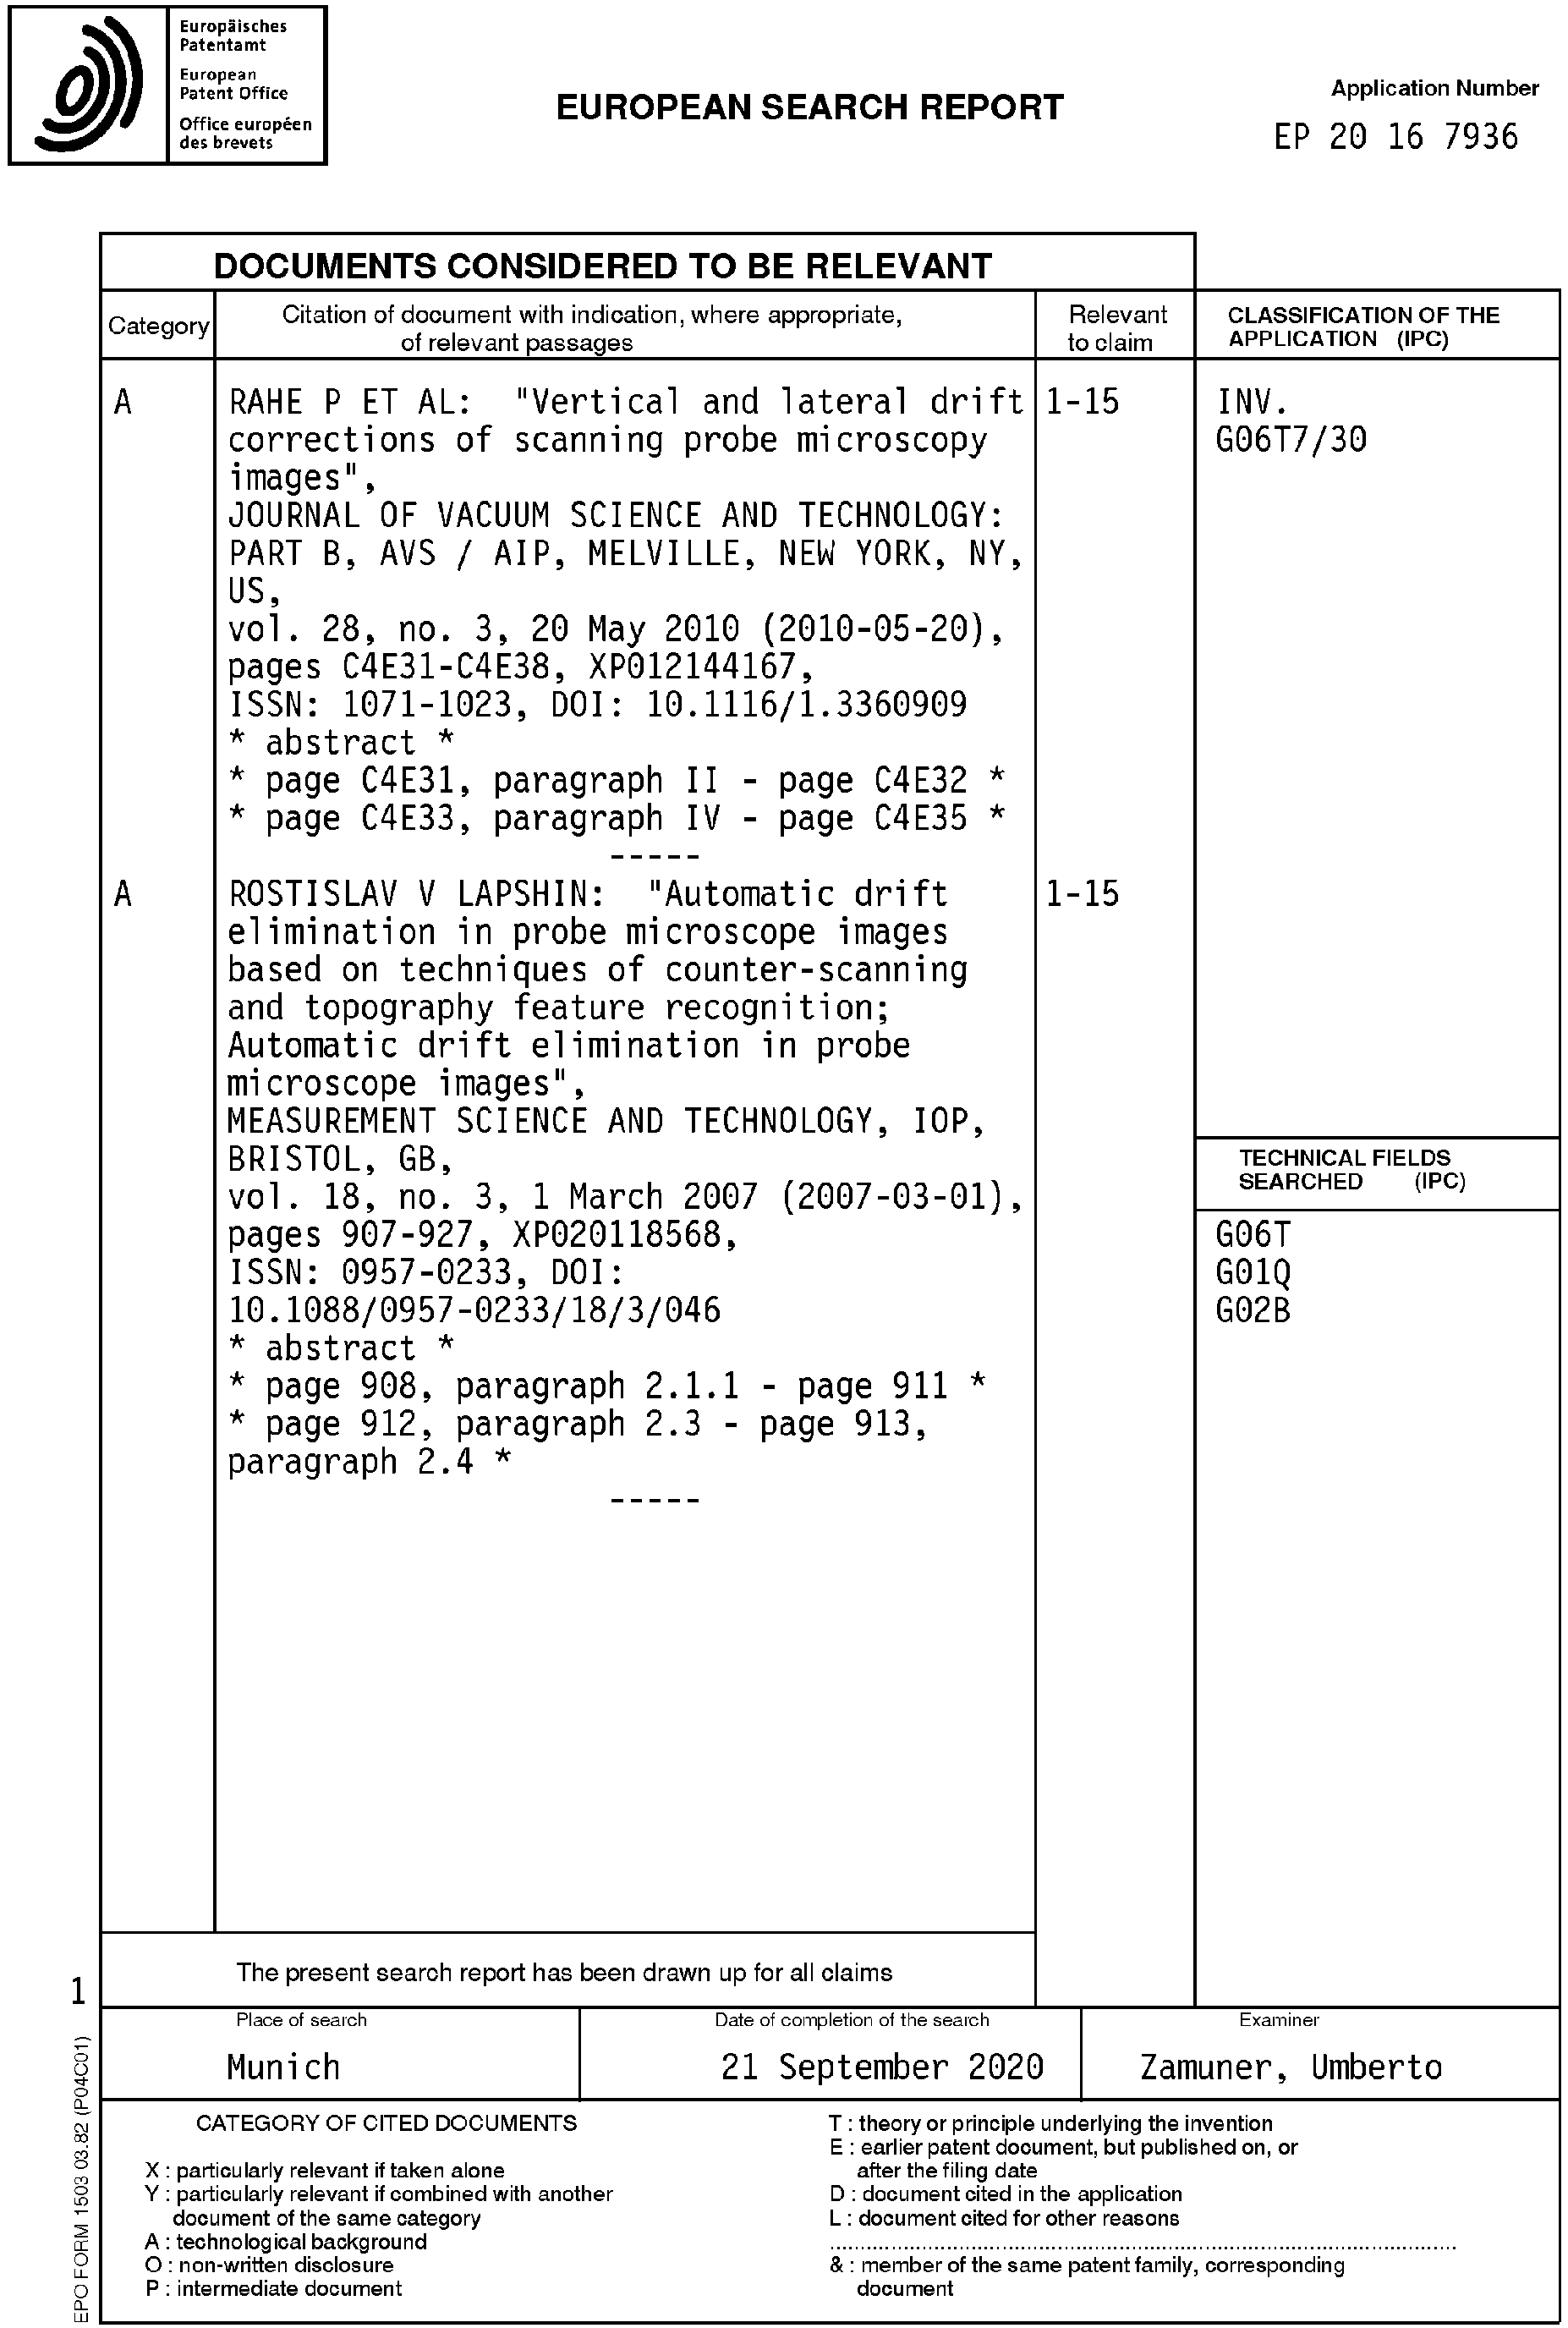 Europäisches
Patentamt
European
Patent Office
Office européen
des brevets
EUROPEAN SEARCH REPORT
Application Number
EP 20 16 7936
DOCUMENTS CONSIDERED TO BE RELEVANT
Category
Citation of document with indication, where appropriate,
of relevant passages
Relevant
to claim
CLASSIFICATION OF THE
APPLICATION (IPC)
A
RAHE P ET AL: "Vertical and lateral drift
corrections of scanning probe microscopy
images",
JOURNAL OF VACUUM SCIENCE AND TECHNOLOGY:
PART B, AVS / AIP, MELVILLE, NEW YORK, NY,
US,
vol. 28, no. 3, 20 May 2010 (2010-05-20),
pages C4E31-C4E38, XP012144167,
ISSN: 1071-1023, DOI: 10.1116/1.3360909
* abstract *
* page C4E31, paragraph II - page C4E32 *
* page C4E33, paragraph IV - page C4E35 *
-----
1-15
INV.
G06T7/30
A
ROSTISLAV V LAPSHIN: "Automatic drift
elimination in probe microscope images
based on techniques of counter-scanning
and topography feature recognition;
Automatic drift elimination in probe
microscope images",
MEASUREMENT SCIENCE AND TECHNOLOGY, IOP,
BRISTOL, GB,
vol. 18, no. 3, 1 March 2007 (2007-03-01),
pages 907-927, XP020118568,
ISSN: 0957-0233, DOI:
10.1088/0957-0233/18/3/046
* abstract *
* page 908, paragraph 2.1.1 - page 911 *
* page 912, paragraph 2.3 - page 913,
paragraph 2.4 *
-----
1-15
TECHNICAL FIELDS
SEARCHED (IPC)
G06T
G01Q
G02B
The present search report has been drawn up for all claims
1
Place of search
Munich
Date of completion of the search
21 September 2020
Examiner
Zamuner, Umberto
CATEGORY OF CITED DOCUMENTS
X : particularly relevant if taken alone
Y : particularly relevant if combined with another
document of the same category
A : technological background
O : non-written disclosure
P : intermediate document
T : theory or principle underlying the invention
E : earlier patent document, but published on, or
after the filing date
D : document cited in the application
L : document cited for other reasons
& : member of the same patent family, corresponding
document
EPO FORM 1503 03.82 (P04C01)